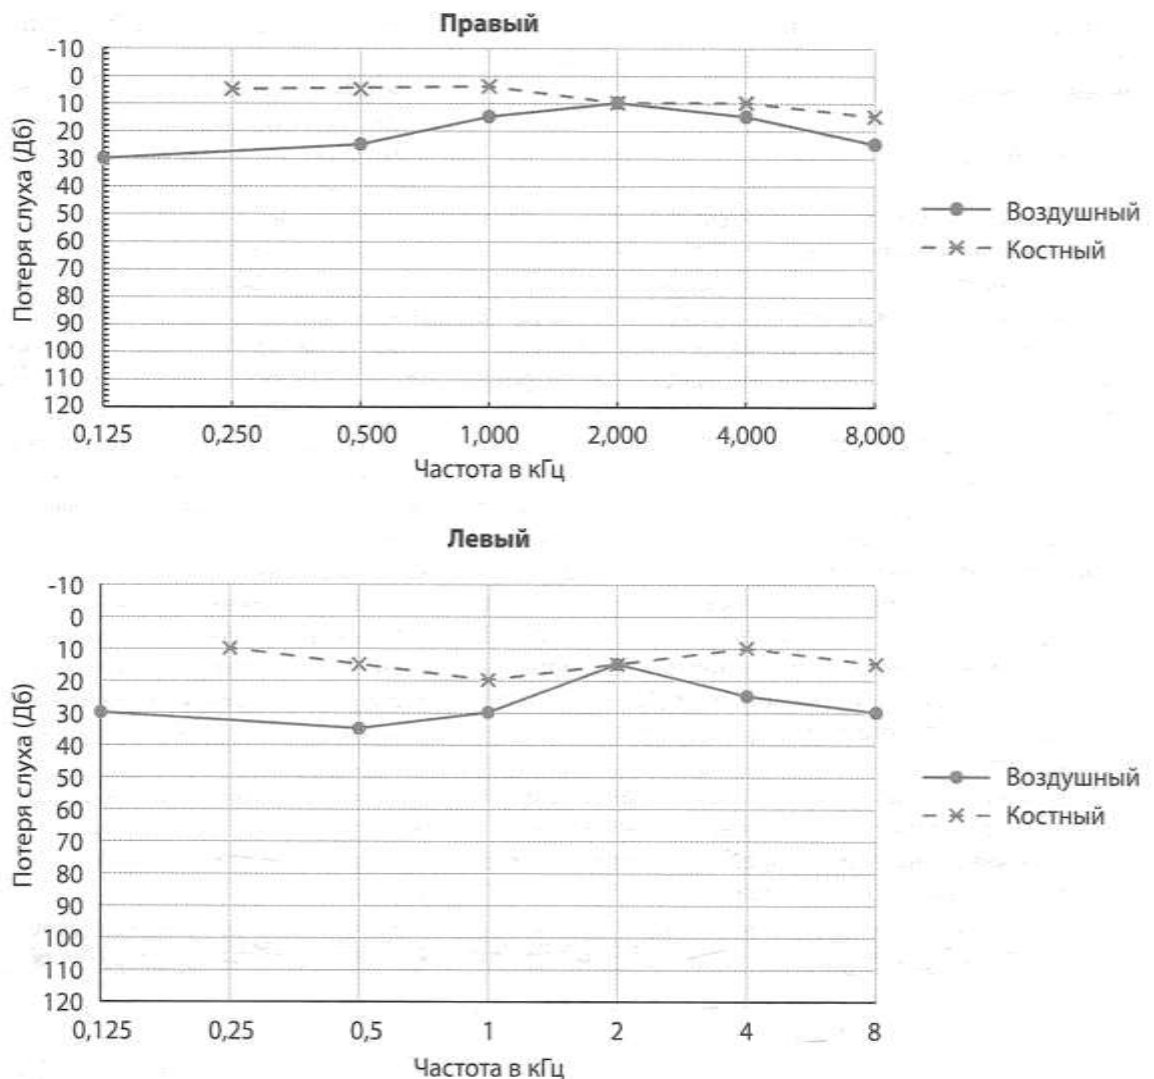 Правый
-10
0
10
20
30
40
50
60
70
80
90
100
110
120
Потеря слуха (Дб)
0,125 0,250 0,500 1,000 2,000 4,000 8,000
Частота в кГц
Воздушный
Костный
Левый
-10
0
10
20
30
40
50
60
70
80
90
100
110
120
Потеря слуха (Дб)
0,125 0,25 0,5 1 2 4 8
Частота в кГц
Воздушный
Костный